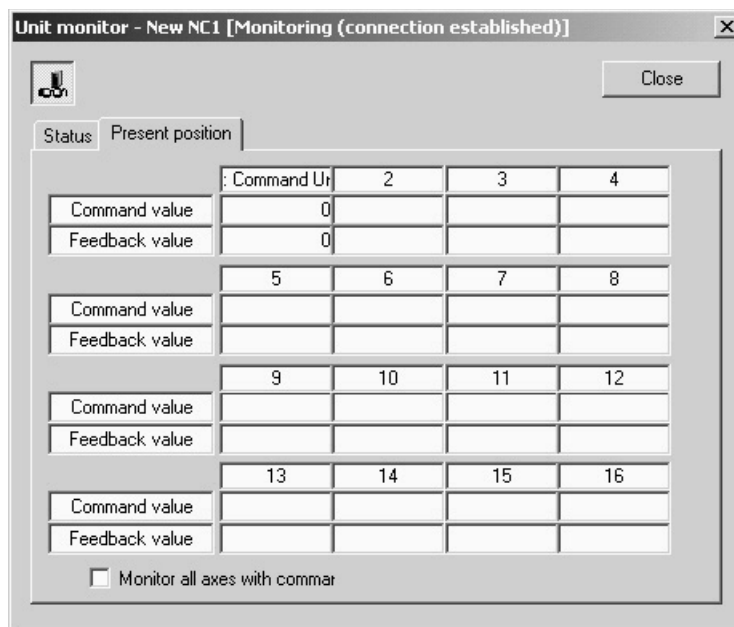 Unit monitor - New NC1 [Monitoring (connection established)]
Close
Status Present position
: Command Ur 2 3 4
Command value 0
Feedback value 0
5 6 7 8
Command value
Feedback value
9 10 11 12
Command value
Feedback value
13 14 15 16
Command value
Feedback value
Monitor all axes with commar